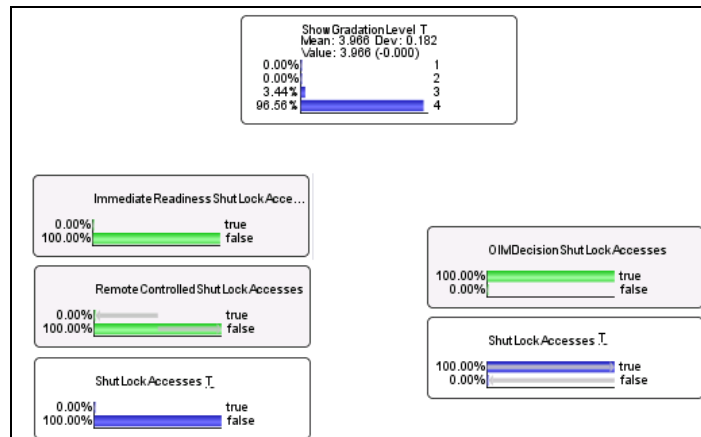 Show Gradation Level T
Mean: 3.966 Dev: 0.182
Value: 3.966 (-0.000)
0.00% 1
0.00% 2
3.44% 3
96.56% 4
Immediate Readiness Shut Lock Acce...
0.00% true
100.00% false
Remote Controlled Shut Lock Accesses
0.00% true
100.00% false
Shut Lock Accesses T
0.00% true
100.00% false
OIMDecision Shut Lock Accesses
100.00% true
0.00% false
Shut Lock Accesses T
100.00% true
0.00% false